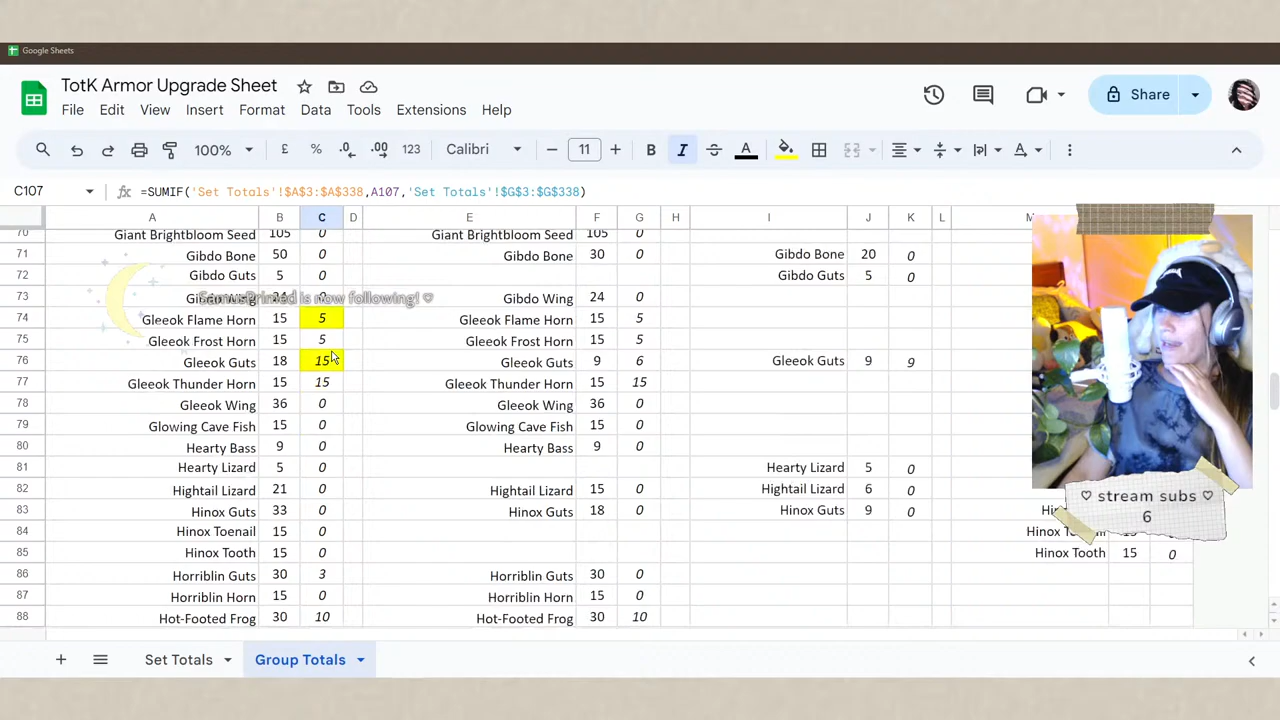 Google Sheets
TotK Armor Upgrade Sheet
File Edit View Insert Format Data Tools Extensions Help
Share
100% £ % .0 .00 123 Calibri 11 B I A
C107 fx =SUMIF('Set Totals'!$A$3:$A$338,A107,'Set Totals'!$G$3:$G$338)
A B C D E F G H I J K L
70 Giant Brightbloom Seed 105 0 Giant Brightbloom Seed 105 0
71 Gibdo Bone 50 0 Gibdo Bone 30 0 Gibdo Bone 20 0
72 Gibdo Guts 5 0 Gibdo Guts 5 0
SamusPrimed is now following! ♡
73 Gibdo Wing 24 0
74 Gleeok Flame Horn 15 5 Gleeok Flame Horn 15 5
75 Gleeok Frost Horn 15 5 Gleeok Frost Horn 15 5
76 Gleeok Guts 18 15 Gleeok Guts 9 6 Gleeok Guts 9 9
77 Gleeok Thunder Horn 15 15 Gleeok Thunder Horn 15 15
78 Gleeok Wing 36 0 Gleeok Wing 36 0
79 Glowing Cave Fish 15 0 Glowing Cave Fish 15 0
80 Hearty Bass 9 0 Hearty Bass 9 0
81 Hearty Lizard 5 0 Hearty Lizard 5 0
82 Hightail Lizard 21 0 Hightail Lizard 15 0 Hightail Lizard 6 0
83 Hinox Guts 33 0 Hinox Guts 18 0 Hinox Guts 9 0
84 Hinox Toenail 15 0
85 Hinox Tooth 15 0 Hinox Tooth 15 0
86 Horriblin Guts 30 3 Horriblin Guts 30 0
87 Horriblin Horn 15 0 Horriblin Horn 15 0
88 Hot-Footed Frog 30 10 Hot-Footed Frog 30 10
♡ stream subs ♡
6
+ Set Totals Group Totals